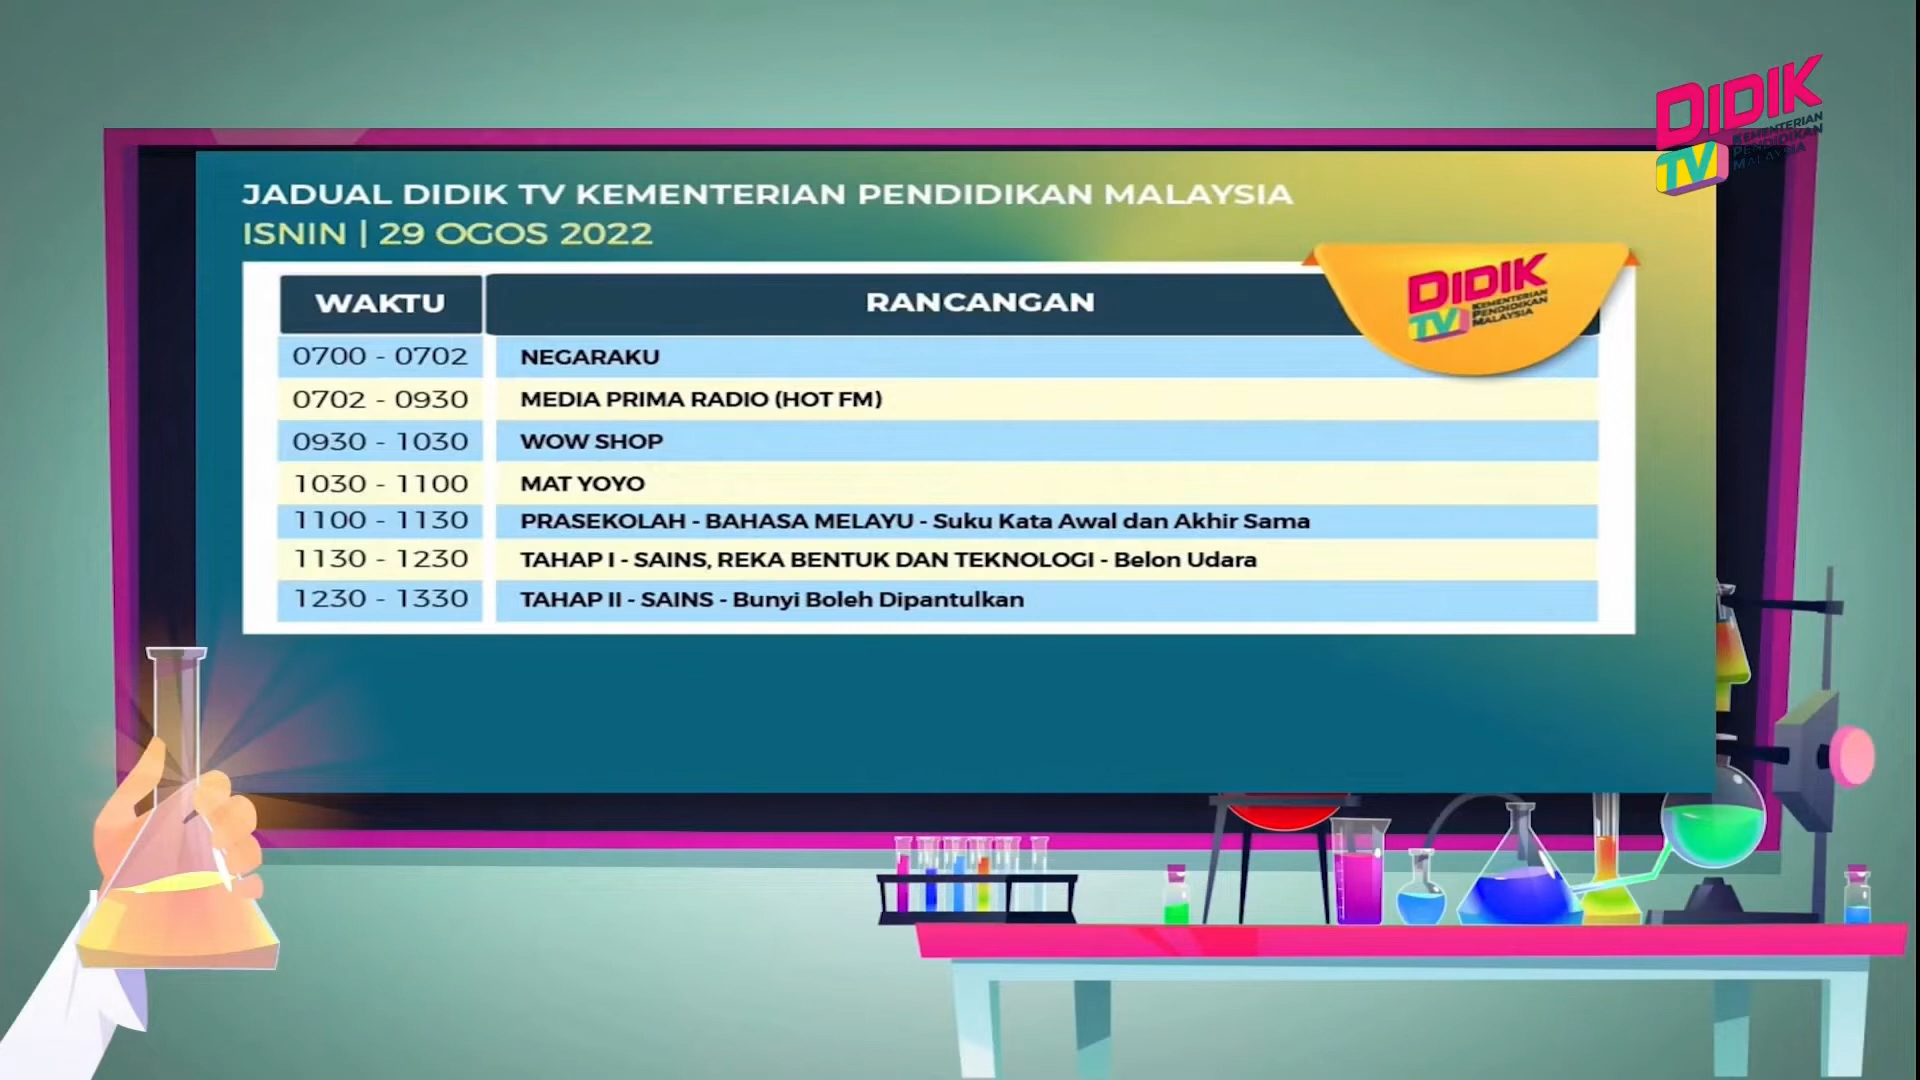 DIDIK
TV KEMENTERIAN
PENDIDIKAN
MALAYSIA
JADUAL DIDIK TV KEMENTERIAN PENDIDIKAN MALAYSIA
ISNIN | 29 OGOS 2022
WAKTU RANCANGAN
DIDIK
TV KEMENTERIAN
PENDIDIKAN
MALAYSIA
0700 - 0702 NEGARAKU
0702 - 0930 MEDIA PRIMA RADIO (HOT FM)
0930 - 1030 WOW SHOP
1030 - 1100 MAT YOYO
1100 - 1130 PRASEKOLAH - BAHASA MELAYU - Suku Kata Awal dan Akhir Sama
1130 - 1230 TAHAP I - SAINS, REKA BENTUK DAN TEKNOLOGI - Belon Udara
1230 - 1330 TAHAP II - SAINS - Bunyi Boleh Dipantulkan